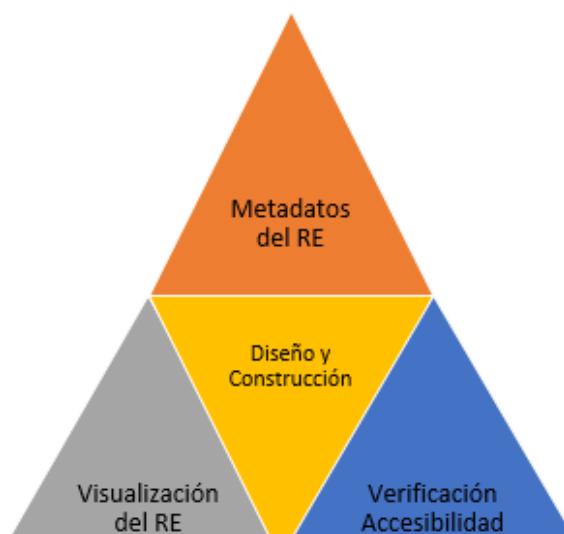 Metadatos
del RE
Diseño y
Construcción
Visualización
del RE
Verificación
Accesibilidad